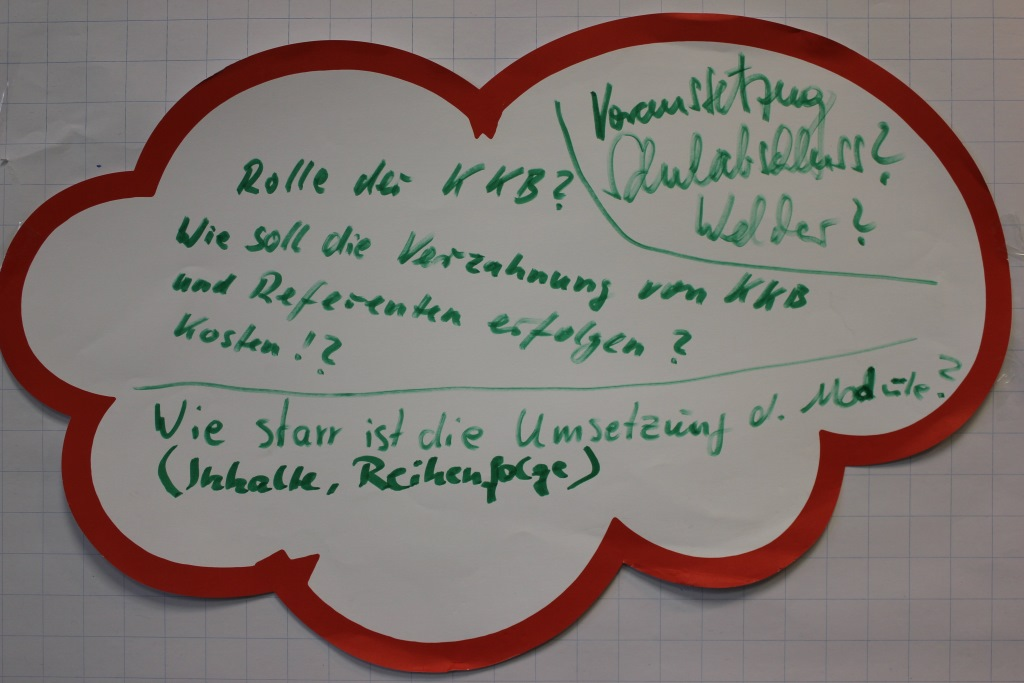 Voraussetzung
Schulabschluss?
Welcher?
Rolle der KKB?
Wie soll die Verzahnung von KKB
und Referenten erfolgen?
Kosten!?
Wie starr ist die Umsetzung d. Module?
(Inhalte, Reihenfolge)